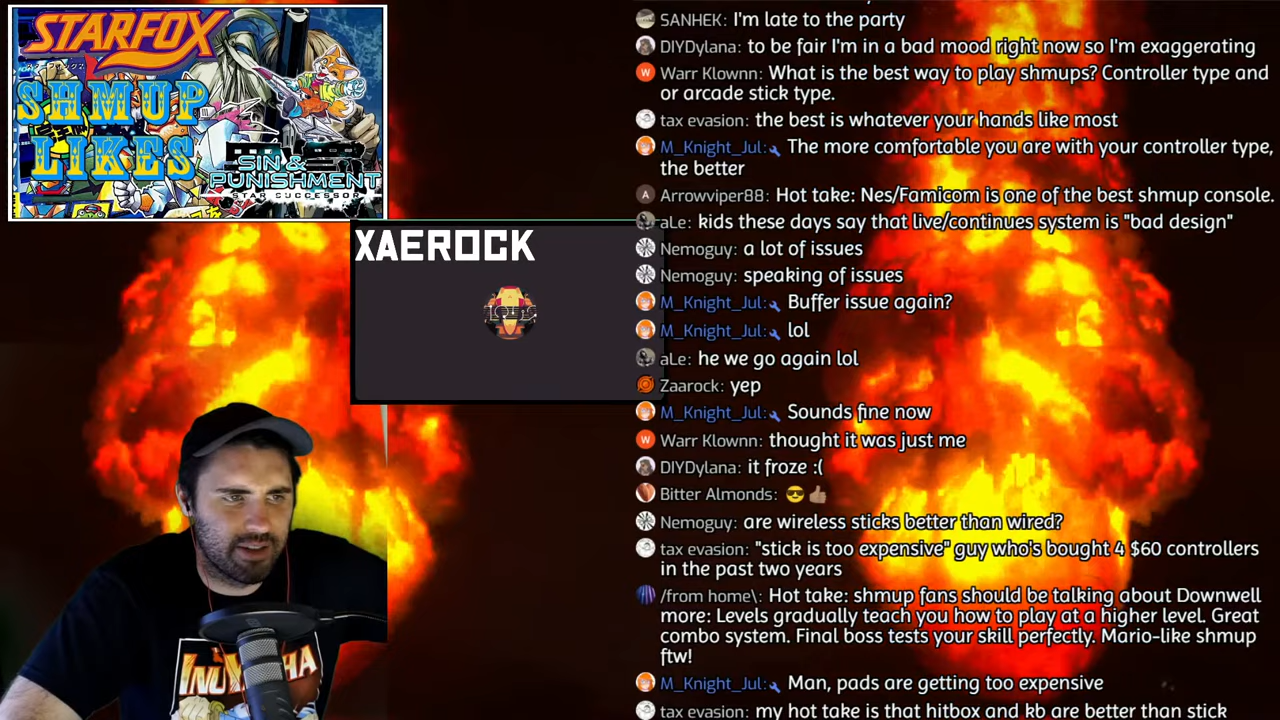 STARFOX
SHMUP
LIKES
SIN &
PUNISHMENT
STAR SUCCESSOR
XAEROCK
SANHEK: I'm late to the party
DIYDylana: to be fair I'm in a bad mood right now so I'm exaggerating
W Warr Klownn: What is the best way to play shmups? Controller type and
or arcade stick type.
tax evasion: the best is whatever your hands like most
M_Knight_Jul: The more comfortable you are with your controller type,
the better
A Arrowviper88: Hot take: Nes/Famicom is one of the best shmup console.
aLe: kids these days say that live/continues system is "bad design"
Nemoguy: a lot of issues
Nemoguy: speaking of issues
M_Knight_Jul: Buffer issue again?
M_Knight_Jul: lol
aLe: he we go again lol
Zaarock: yep
M_Knight_Jul: Sounds fine now
W Warr Klownn: thought it was just me
DIYDylana: it froze :(
Bitter Almonds: 😎👍🏽
Nemoguy: are wireless sticks better than wired?
tax evasion: "stick is too expensive" guy who's bought 4 $60 controllers
in the past two years
/from home\: Hot take: shmup fans should be talking about Downwell
more: Levels gradually teach you how to play at a higher level. Great
combo system. Final boss tests your skill perfectly. Mario-like shmup
ftw!
M_Knight_Jul: Man, pads are getting too expensive
tax evasion: my hot take is that hitbox and kb are better than stick